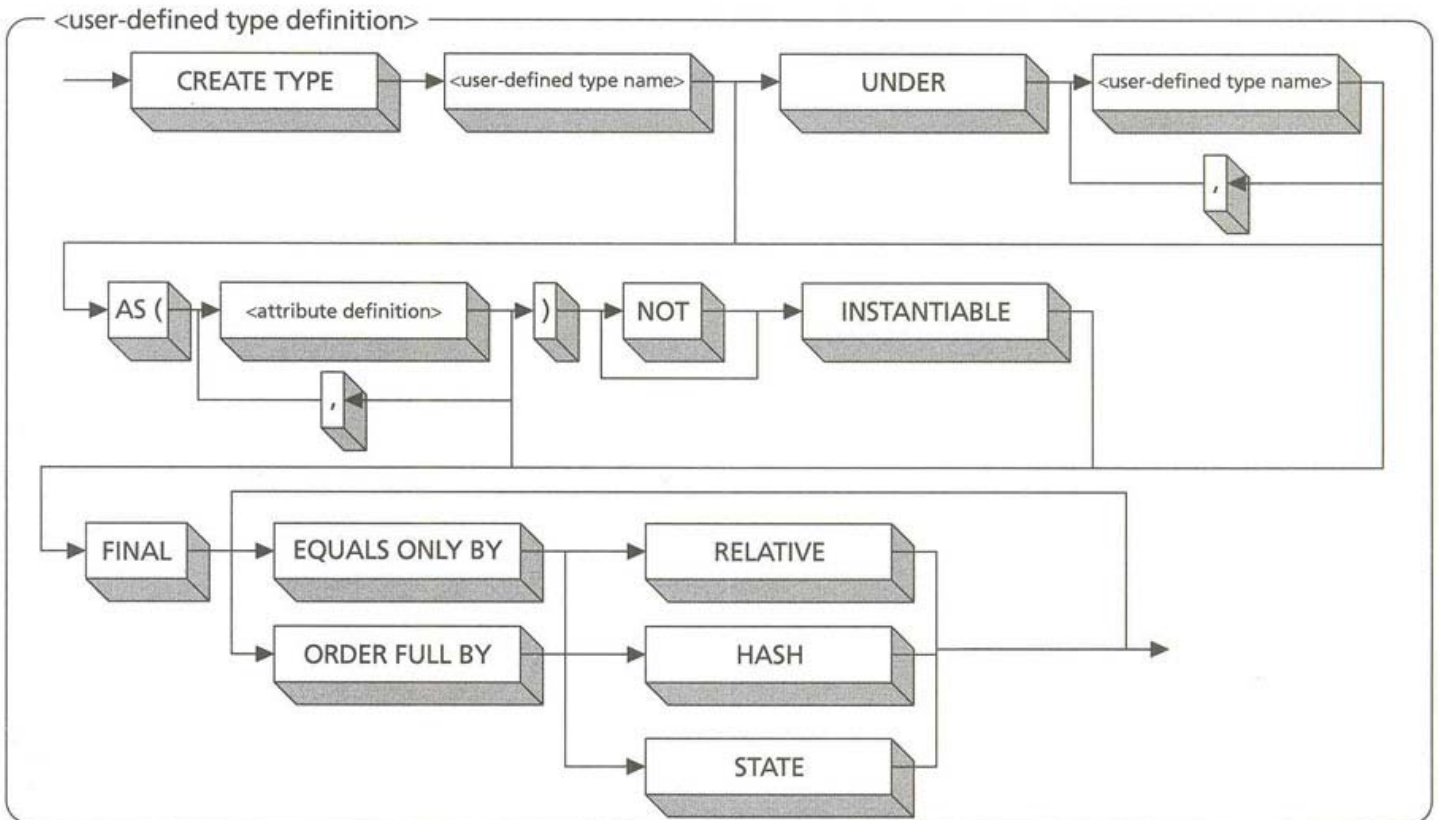 <user-defined type definition>
CREATE TYPE
<user-defined type name>
UNDER
<user-defined type name>
,
AS (
<attribute definition>
)
NOT
INSTANTIABLE
,
FINAL
EQUALS ONLY BY
RELATIVE
ORDER FULL BY
HASH
STATE